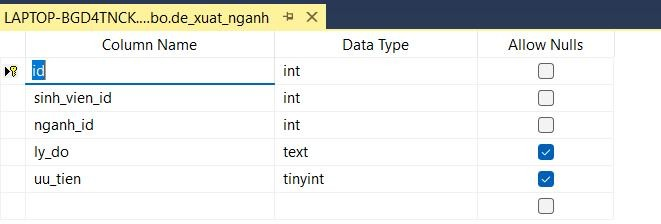 LAPTOP-BGD4TNCK....bo.de_xuat_nganh
Column Name Data Type Allow Nulls
id int
sinh_vien_id int
nganh_id int
ly_do text
uu_tien tinyint